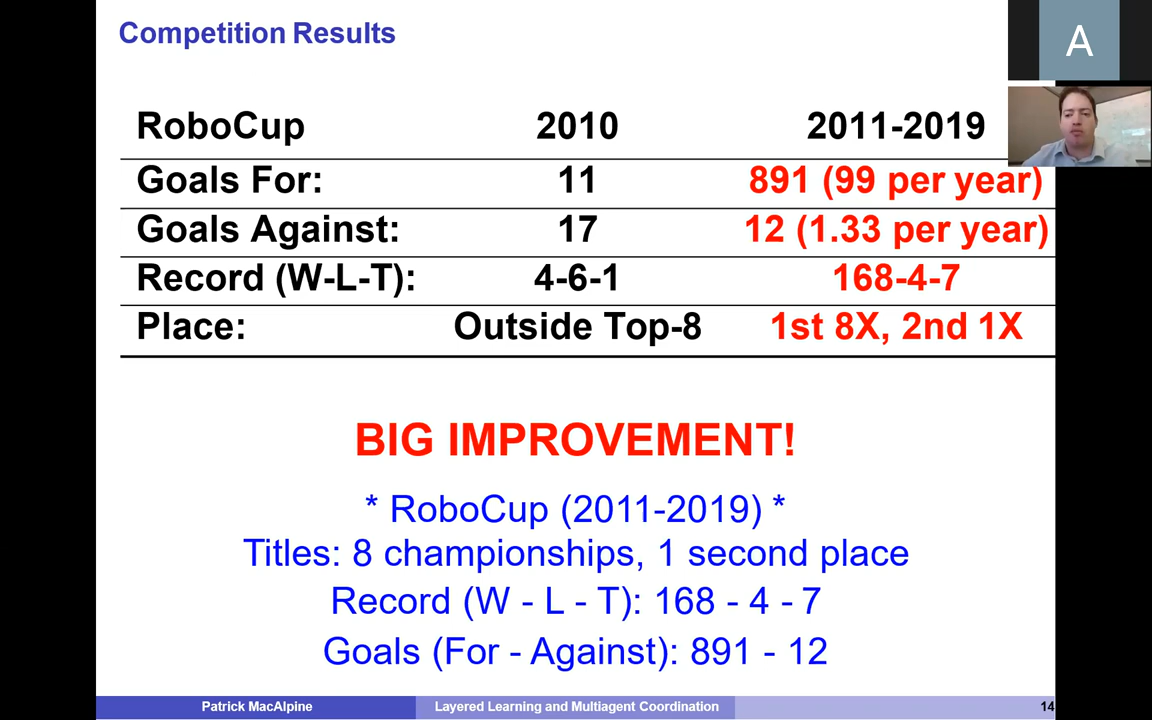 Competition Results
A
RoboCup 2010 2011-2019
Goals For: 11 891 (99 per year)
Goals Against: 17 12 (1.33 per year)
Record (W-L-T): 4-6-1 168-4-7
Place: Outside Top-8 1st 8X, 2nd 1X
BIG IMPROVEMENT!
* RoboCup (2011-2019) *
Titles: 8 championships, 1 second place
Record (W - L - T): 168 - 4 - 7
Goals (For - Against): 891 - 12
Patrick MacAlpine Layered Learning and Multiagent Coordination 14